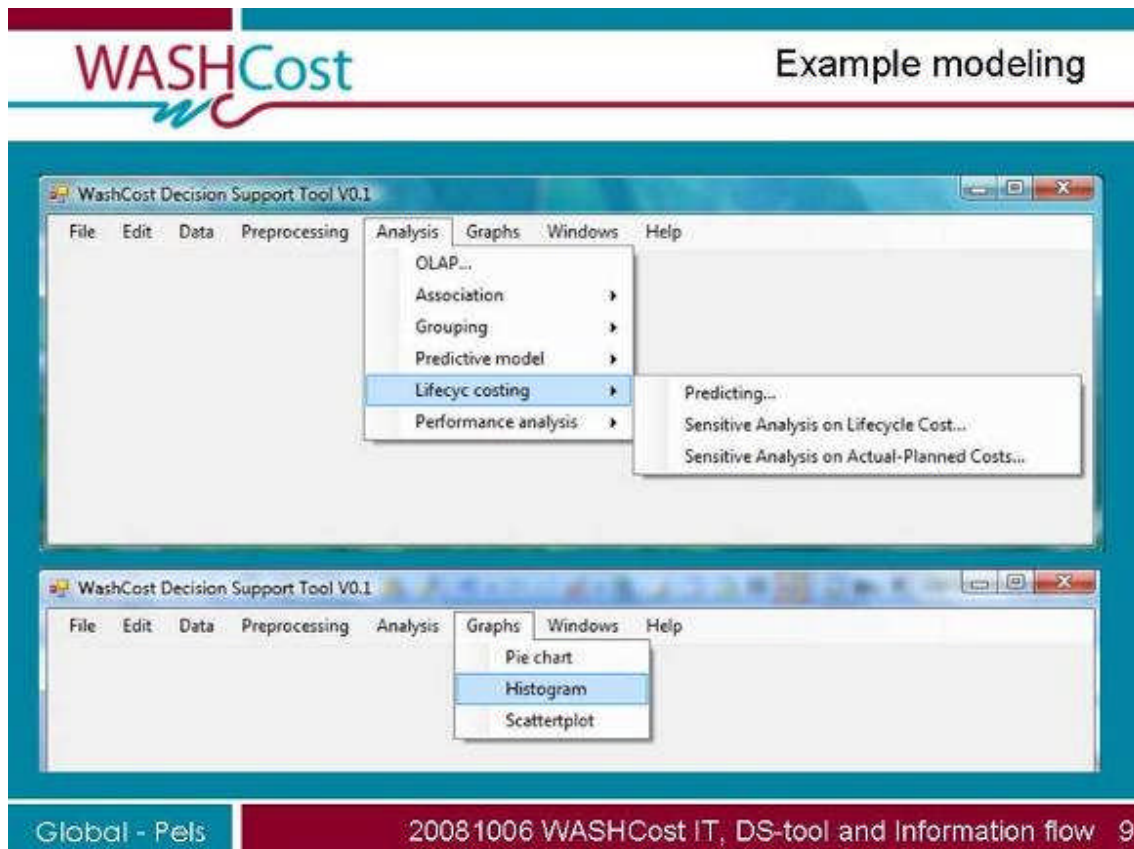 WASHCost
wc
Example modeling
WashCost Decision Support Tool V0.1
File Edit Data Preprocessing Analysis Graphs Windows Help
OLAP...
Association
Grouping
Predictive model
Lifecyc costing
Performance analysis
Predicting...
Sensitive Analysis on Lifecycle Cost...
Sensitive Analysis on Actual-Planned Costs...
WashCost Decision Support Tool V0.1
File Edit Data Preprocessing Analysis Graphs Windows Help
Pie chart
Histogram
Scattertplot
Global - Pels
20081006 WASHCost IT, DS-tool and Information flow 9